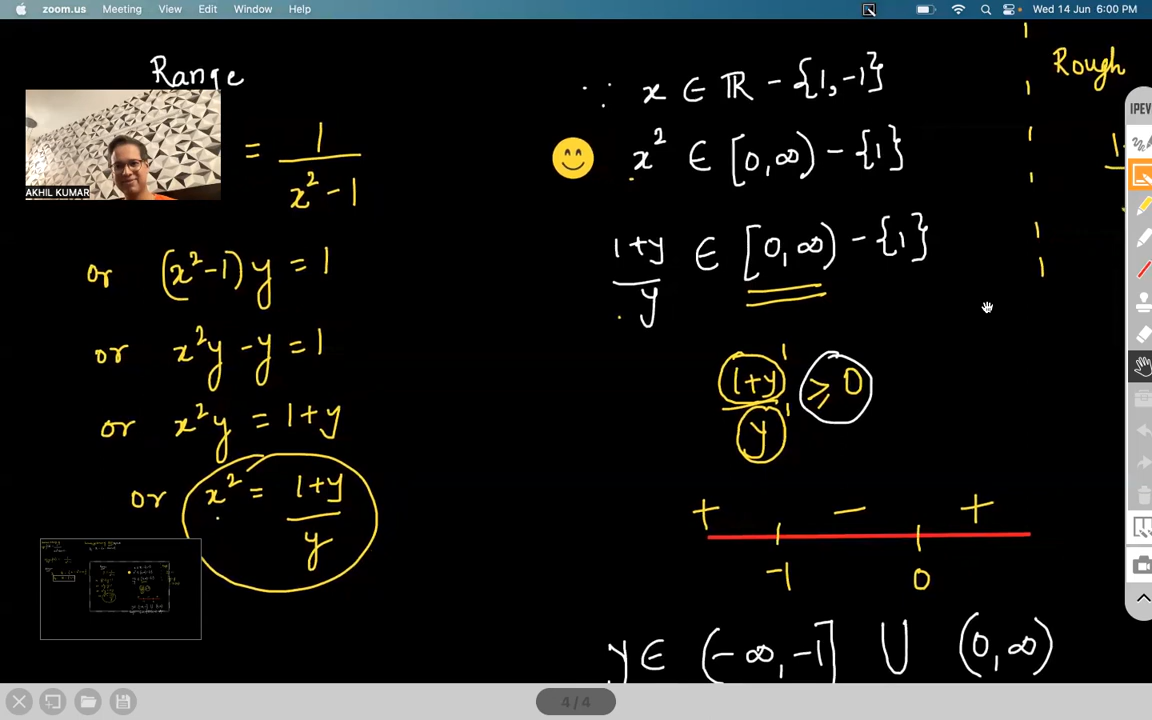 zoom.us Meeting View Edit Window Help Wed 14 Jun 6:00 PM
Range
AKHIL KUMAR
= 1/(x² - 1)
or (x² - 1) y = 1
or x²y - y = 1
or x²y = 1 + y
or x² = (1+y)/y
∵ x ∈ ℝ - {1, -1}
x² ∈ [0, ∞) - {1}
(1+y)/y ∈ [0, ∞) - {1}
(1+y)/y ≥ 0
+ − +
-1 0
y ∈ (-∞, -1] ∪ (0, ∞)
Rough
IPEV
4/4